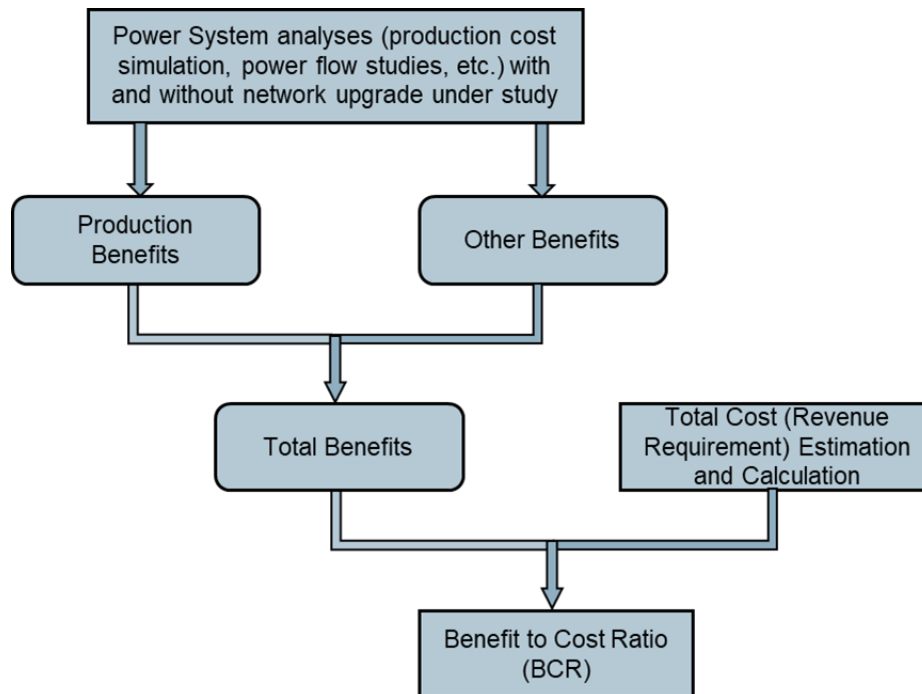 Power System analyses (production cost
simulation, power flow studies, etc.) with
and without network upgrade under study
Production
Benefits
Other Benefits
Total Benefits
Total Cost (Revenue
Requirement) Estimation
and Calculation
Benefit to Cost Ratio
(BCR)